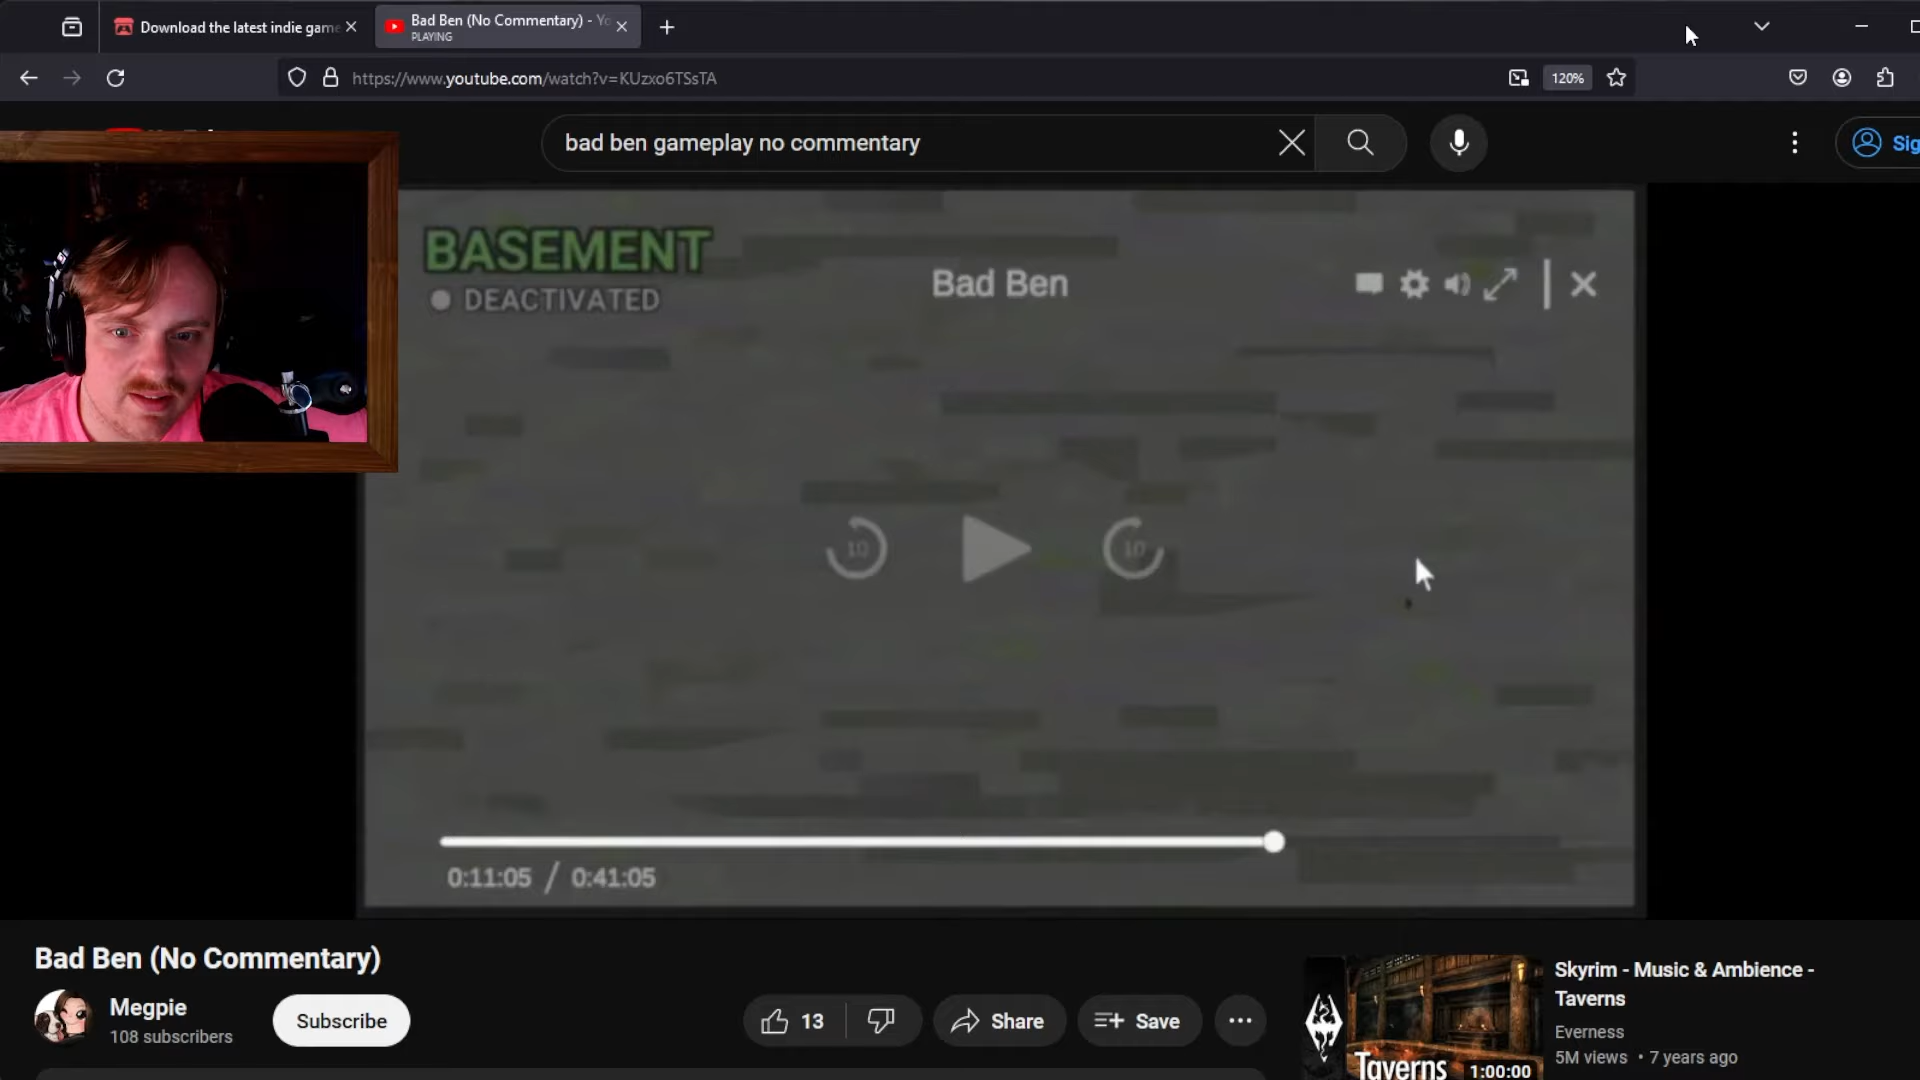 Download the latest indie game
Bad Ben (No Commentary) - Yo
PLAYING
https://www.youtube.com/watch?v=KUzxo6TSsTA
120%
bad ben gameplay no commentary
Sig
BASEMENT
DEACTIVATED
Bad Ben
10
10
0:11:05 / 0:41:05
Bad Ben (No Commentary)
Megpie
108 subscribers
Subscribe
13
Share
Save
Taverns
1:00:00
Skyrim - Music & Ambience -
Taverns
Everness
5M views • 7 years ago